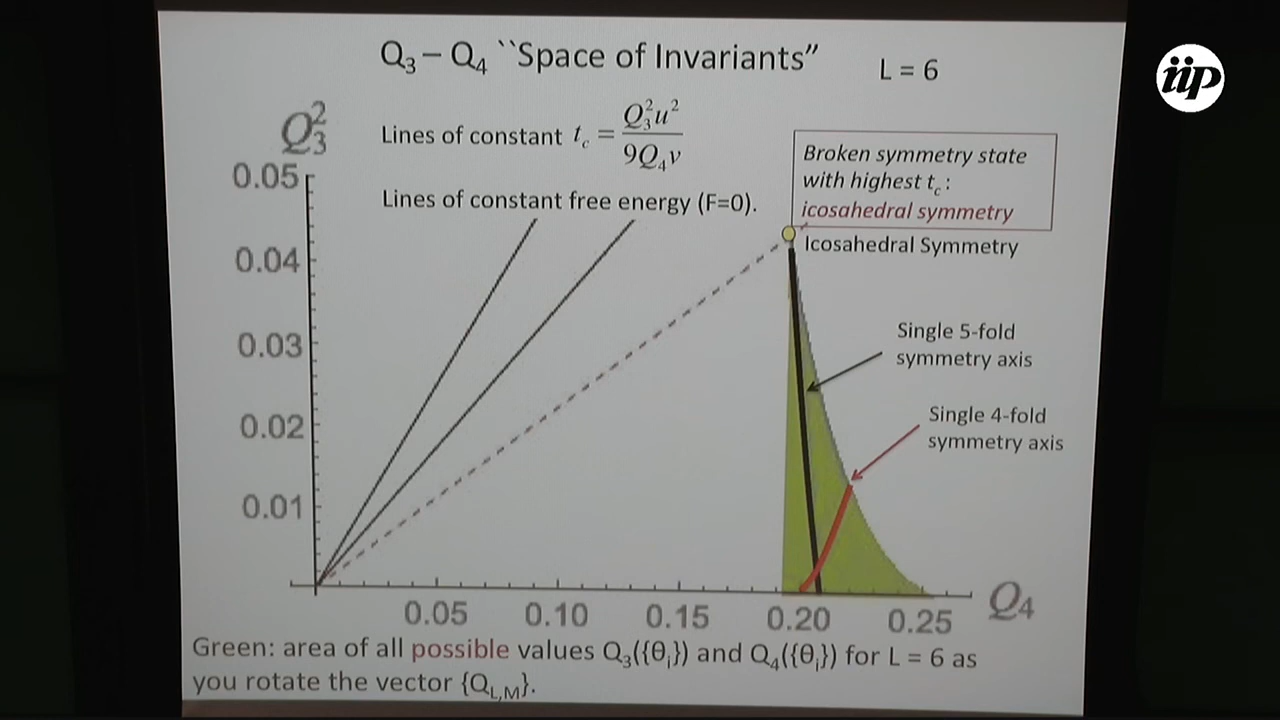 Q₃ – Q₄ ``Space of Invariants”
L = 6
iip
Q₃²
Lines of constant t_c = Q₃²u² / 9Q₄v
Broken symmetry state
with highest t_c :
icosahedral symmetry
0.05
Lines of constant free energy (F=0).
Icosahedral Symmetry
0.04
0.03
Single 5-fold
symmetry axis
0.02
Single 4-fold
symmetry axis
0.01
Q₄
0.05 0.10 0.15 0.20 0.25
Green: area of all possible values Q₃({θᵢ}) and Q₄({θᵢ}) for L = 6 as
you rotate the vector {Q_L,M}.